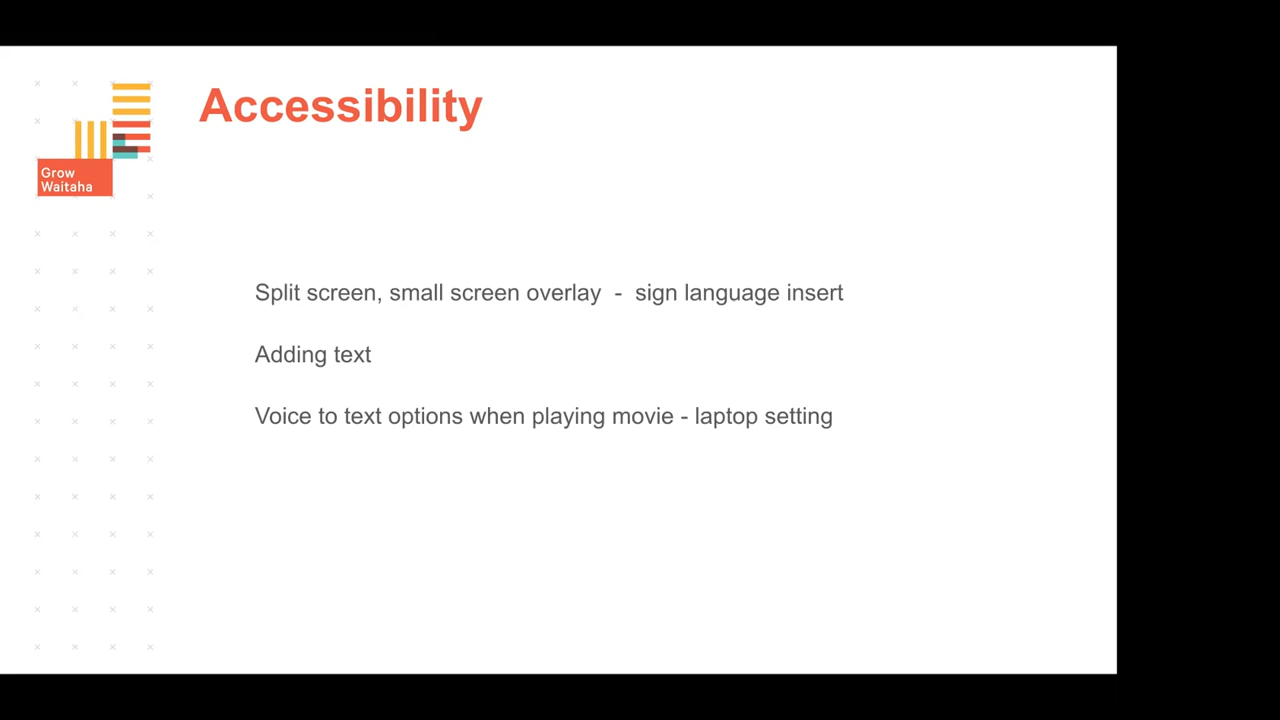 Accessibility
Grow
Waitaha
Split screen, small screen overlay - sign language insert
Adding text
Voice to text options when playing movie - laptop setting